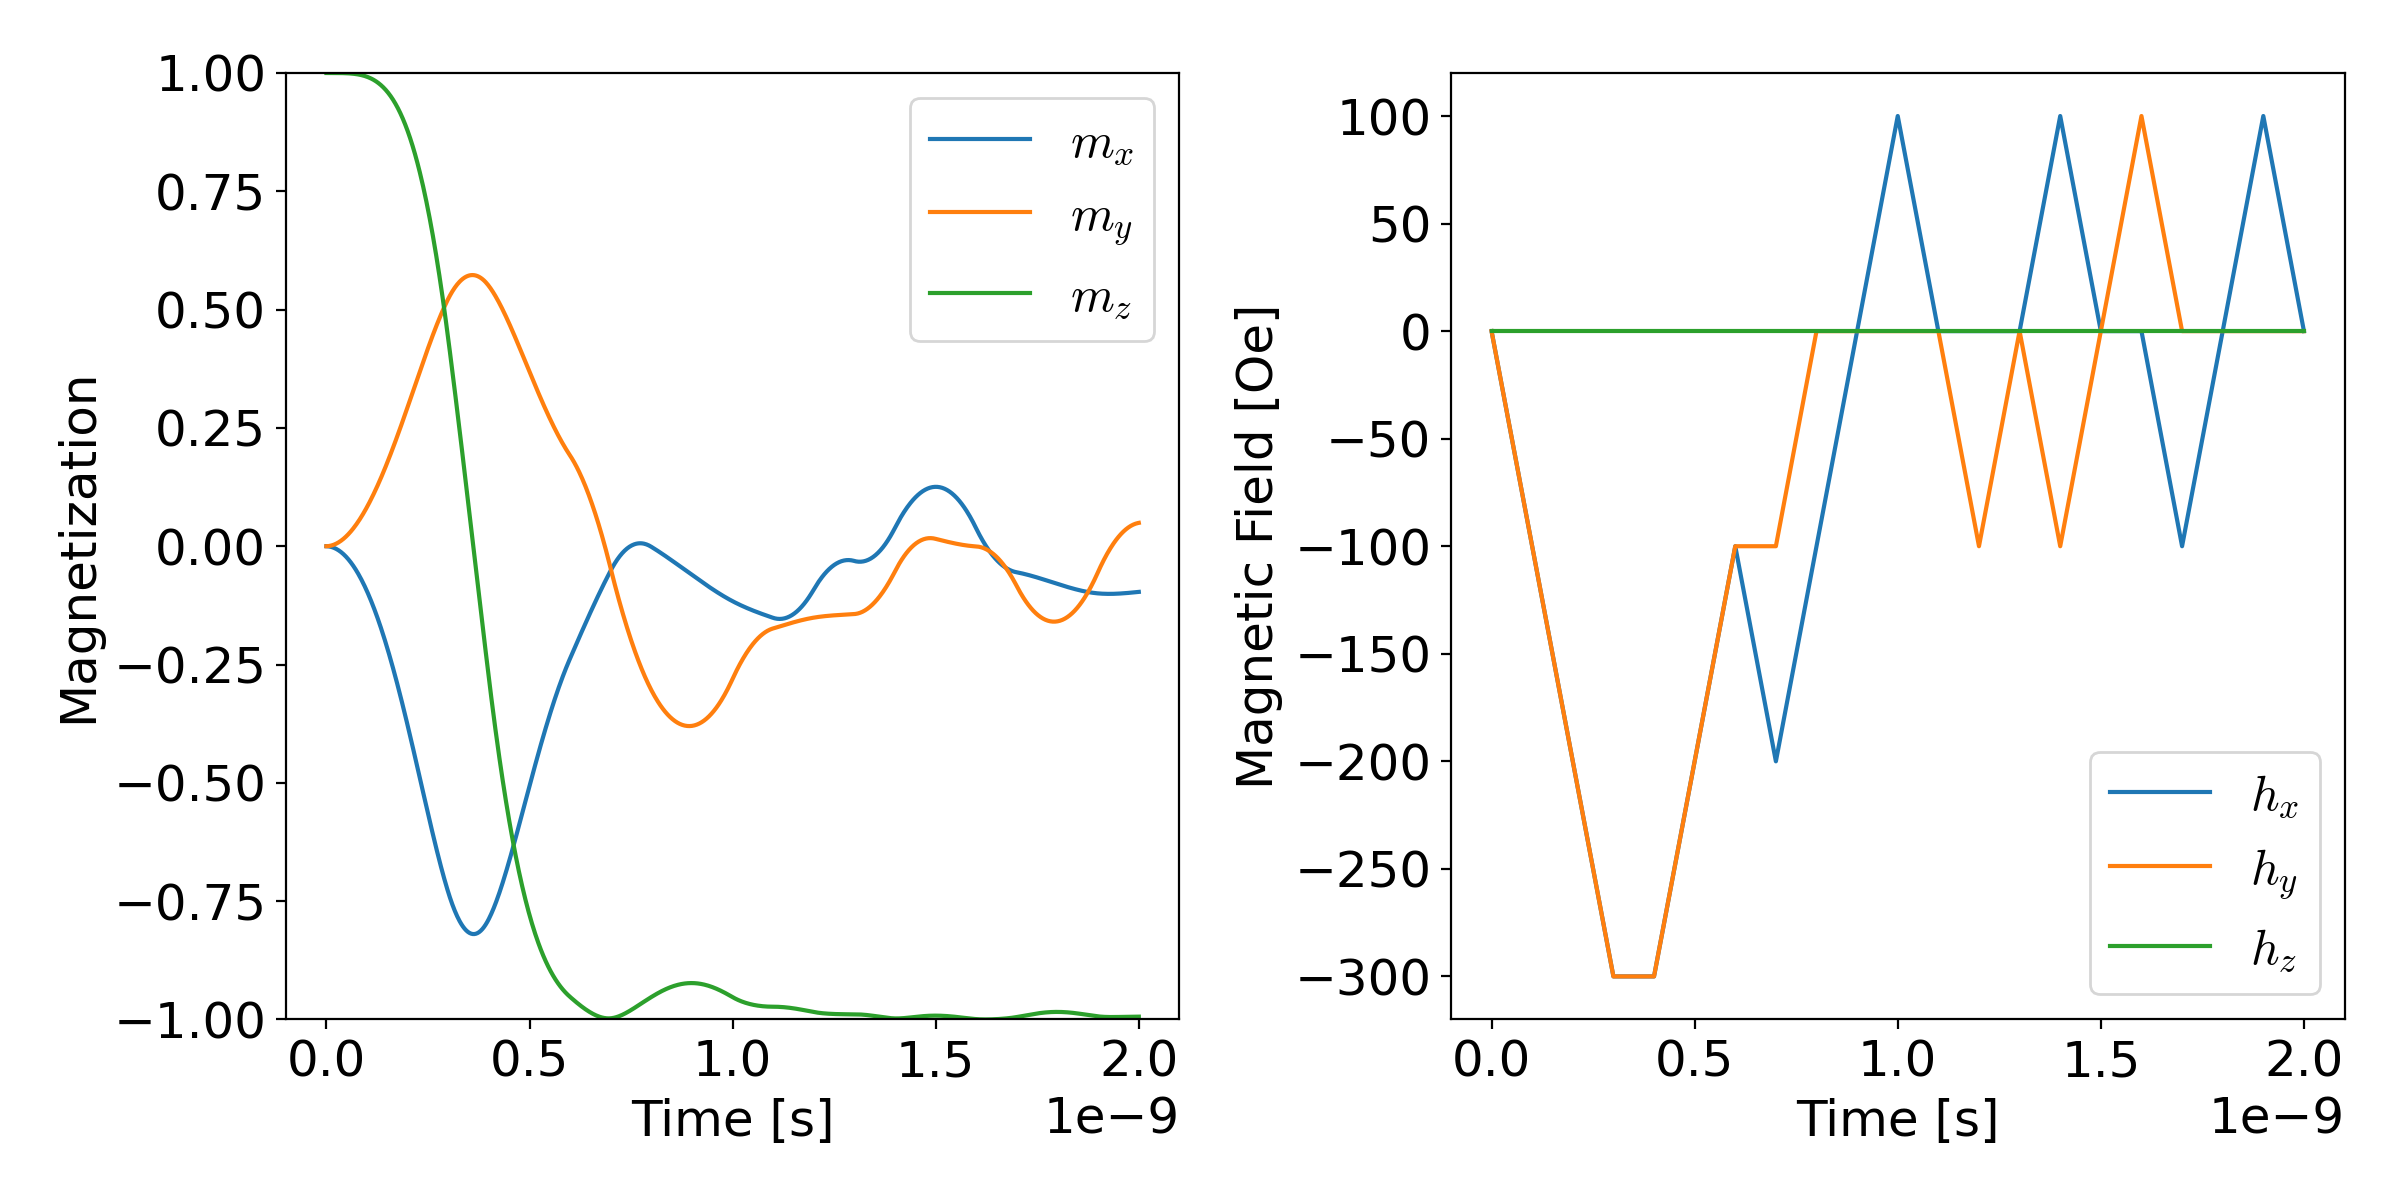 Magnetization
1.00
0.75
0.50
0.25
0.00
−0.25
−0.50
−0.75
−1.00
0.0 0.5 1.0 1.5 2.0
Time [s]
1e−9
m_x
m_y
m_z
Magnetic Field [Oe]
100
50
0
−50
−100
−150
−200
−250
−300
0.0 0.5 1.0 1.5 2.0
Time [s]
1e−9
h_x
h_y
h_z